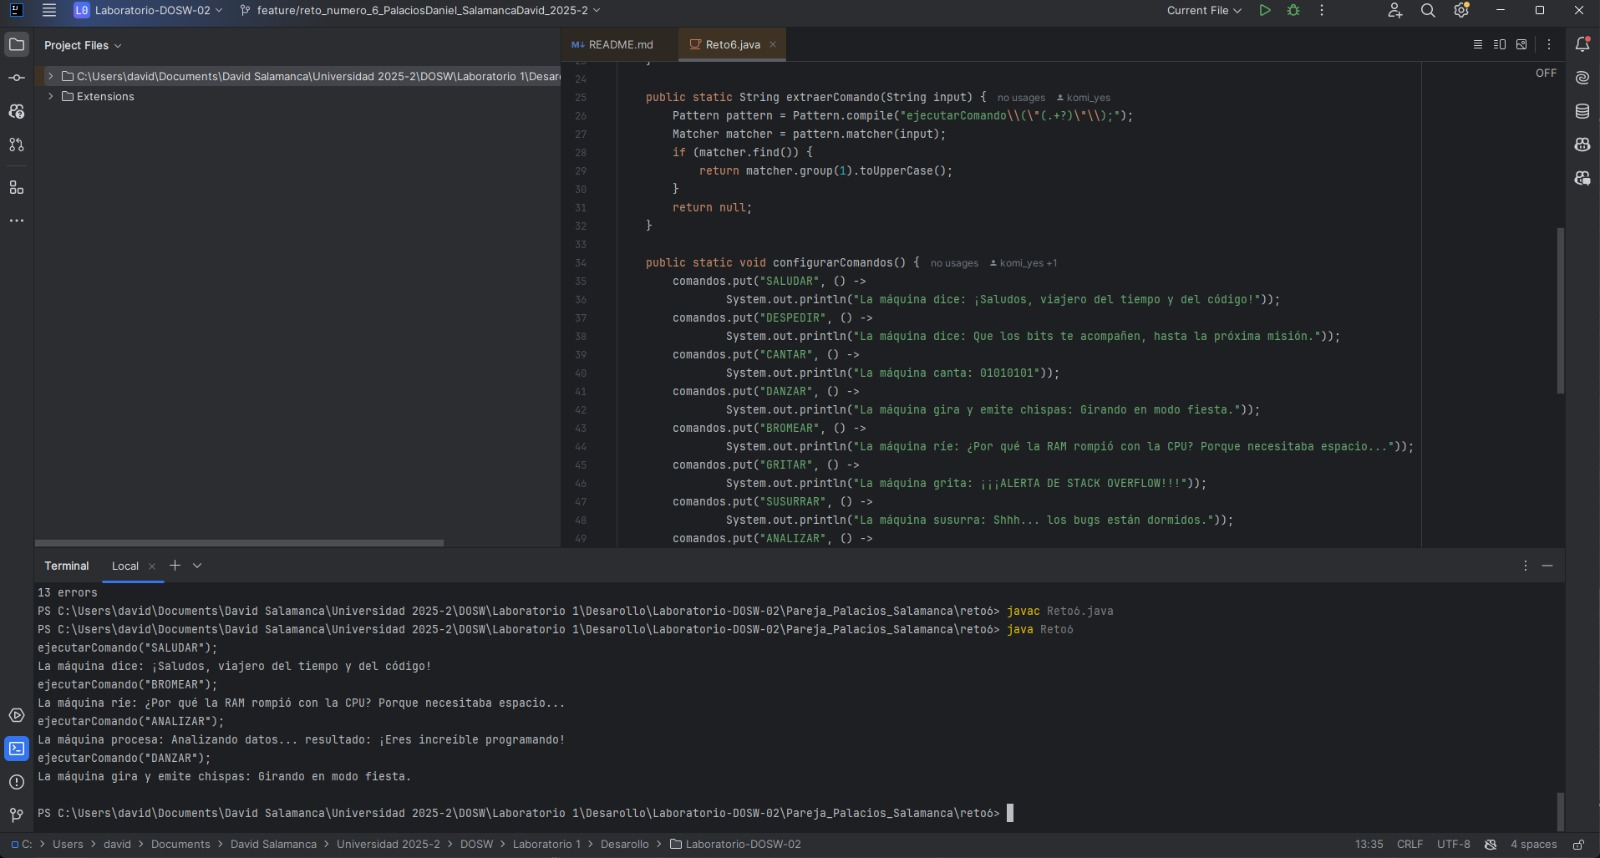 LØ Laboratorio-DOSW-02 feature/reto_numero_6_PalaciosDaniel_SalamancaDavid_2025-2 Current File
Project Files
README.md Reto6.java
C:\Users\david\Documents\David Salamanca\Universidad 2025-2\DOSW\Laboratorio 1\Desaro
Extensions
OFF
24
25 public static String extraerComando(String input) { no usages komi_yes
26 Pattern pattern = Pattern.compile("ejecutarComando\\(\"(.+?)\"\\);");
27 Matcher matcher = pattern.matcher(input);
28 if (matcher.find()) {
29 return matcher.group(1).toUpperCase();
30 }
31 return null;
32 }
33
34 public static void configurarComandos() { no usages komi_yes +1
35 comandos.put("SALUDAR", () ->
36 System.out.println("La máquina dice: ¡Saludos, viajero del tiempo y del código!"));
37 comandos.put("DESPEDIR", () ->
38 System.out.println("La máquina dice: Que los bits te acompañen, hasta la próxima misión."));
39 comandos.put("CANTAR", () ->
40 System.out.println("La máquina canta: 01010101"));
41 comandos.put("DANZAR", () ->
42 System.out.println("La máquina gira y emite chispas: Girando en modo fiesta."));
43 comandos.put("BROMEAR", () ->
44 System.out.println("La máquina ríe: ¿Por qué la RAM rompió con la CPU? Porque necesitaba espacio..."));
45 comandos.put("GRITAR", () ->
46 System.out.println("La máquina grita: ¡¡¡ALERTA DE STACK OVERFLOW!!!"));
47 comandos.put("SUSURRAR", () ->
48 System.out.println("La máquina susurra: Shhh... los bugs están dormidos."));
49 comandos.put("ANALIZAR", () ->
Terminal Local
13 errors
PS C:\Users\david\Documents\David Salamanca\Universidad 2025-2\DOSW\Laboratorio 1\Desarollo\Laboratorio-DOSW-02\Pareja_Palacios_Salamanca\reto6> javac Reto6.java
PS C:\Users\david\Documents\David Salamanca\Universidad 2025-2\DOSW\Laboratorio 1\Desarollo\Laboratorio-DOSW-02\Pareja_Palacios_Salamanca\reto6> java Reto6
ejecutarComando("SALUDAR");
La máquina dice: ¡Saludos, viajero del tiempo y del código!
ejecutarComando("BROMEAR");
La máquina ríe: ¿Por qué la RAM rompió con la CPU? Porque necesitaba espacio...
ejecutarComando("ANALIZAR");
La máquina procesa: Analizando datos... resultado: ¡Eres increíble programando!
ejecutarComando("DANZAR");
La máquina gira y emite chispas: Girando en modo fiesta.
PS C:\Users\david\Documents\David Salamanca\Universidad 2025-2\DOSW\Laboratorio 1\Desarollo\Laboratorio-DOSW-02\Pareja_Palacios_Salamanca\reto6>
C: > Users > david > Documents > David Salamanca > Universidad 2025-2 > DOSW > Laboratorio 1 > Desarollo > Laboratorio-DOSW-02 13:35 CRLF UTF-8 4 spaces